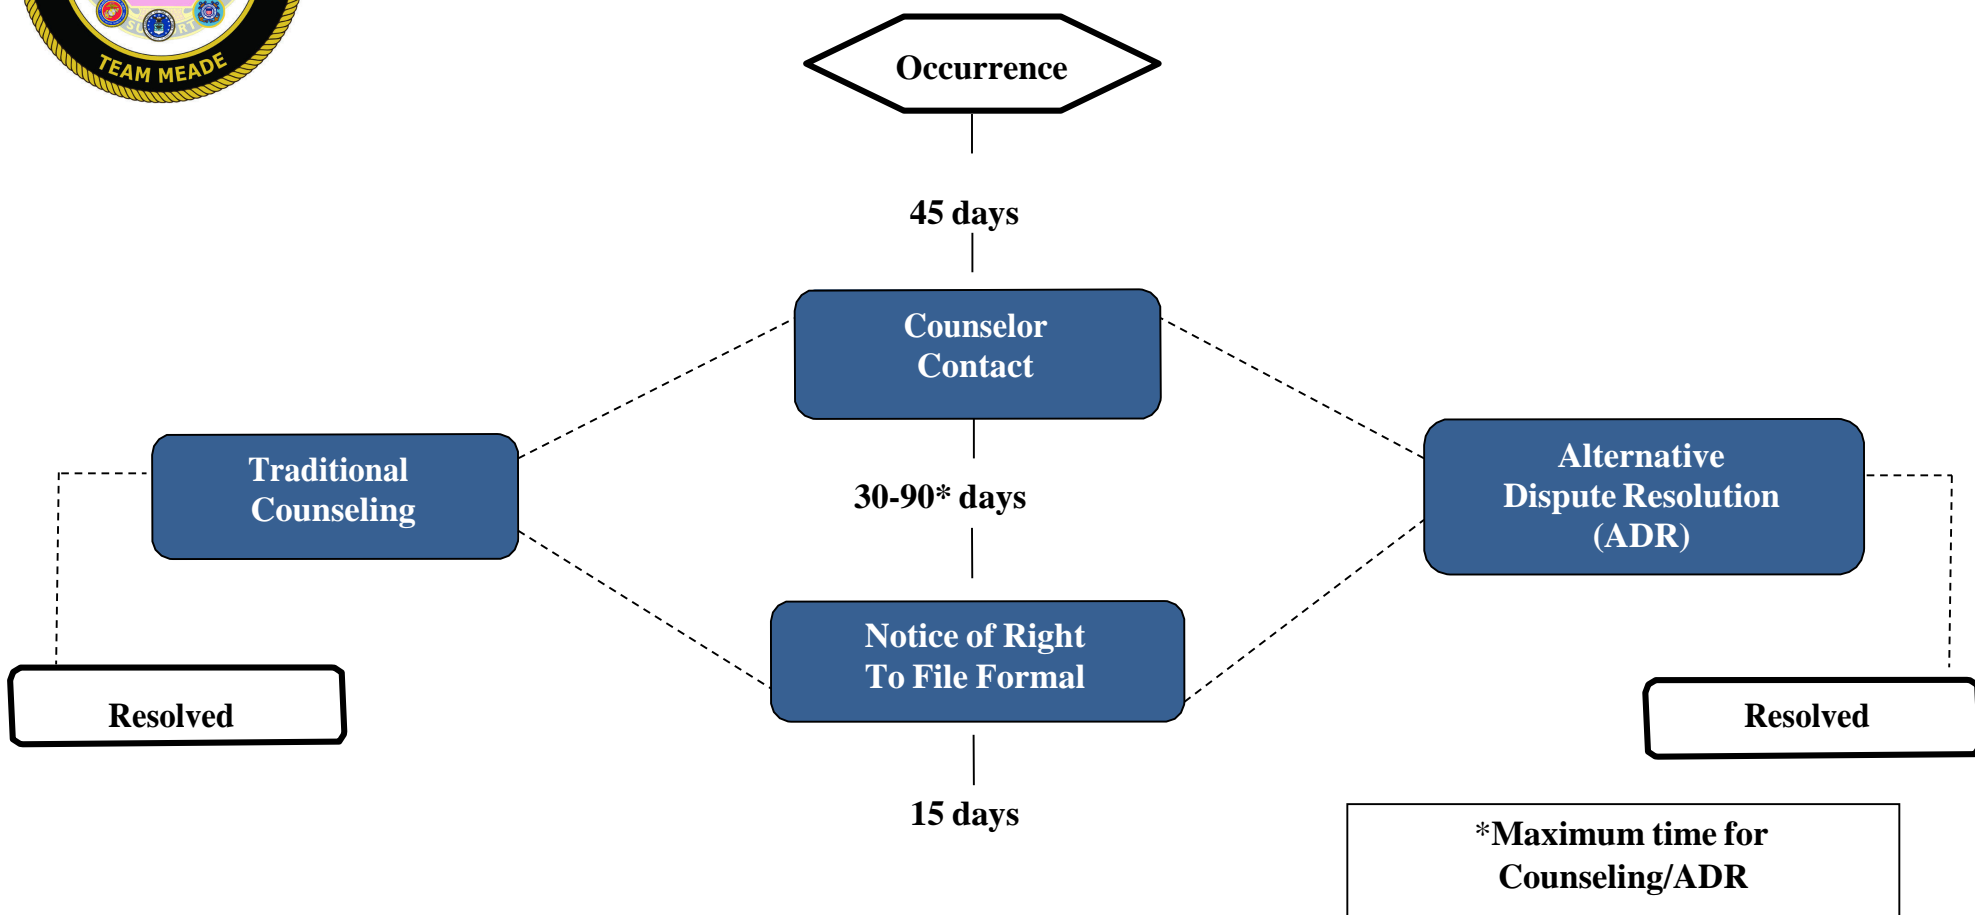 TEAM MEADE
Occurrence
45 days
Counselor
Contact
Traditional
Counseling
30-90* days
Alternative
Dispute Resolution
(ADR)
Notice of Right
To File Formal
Resolved
Resolved
15 days
*Maximum time for
Counseling/ADR